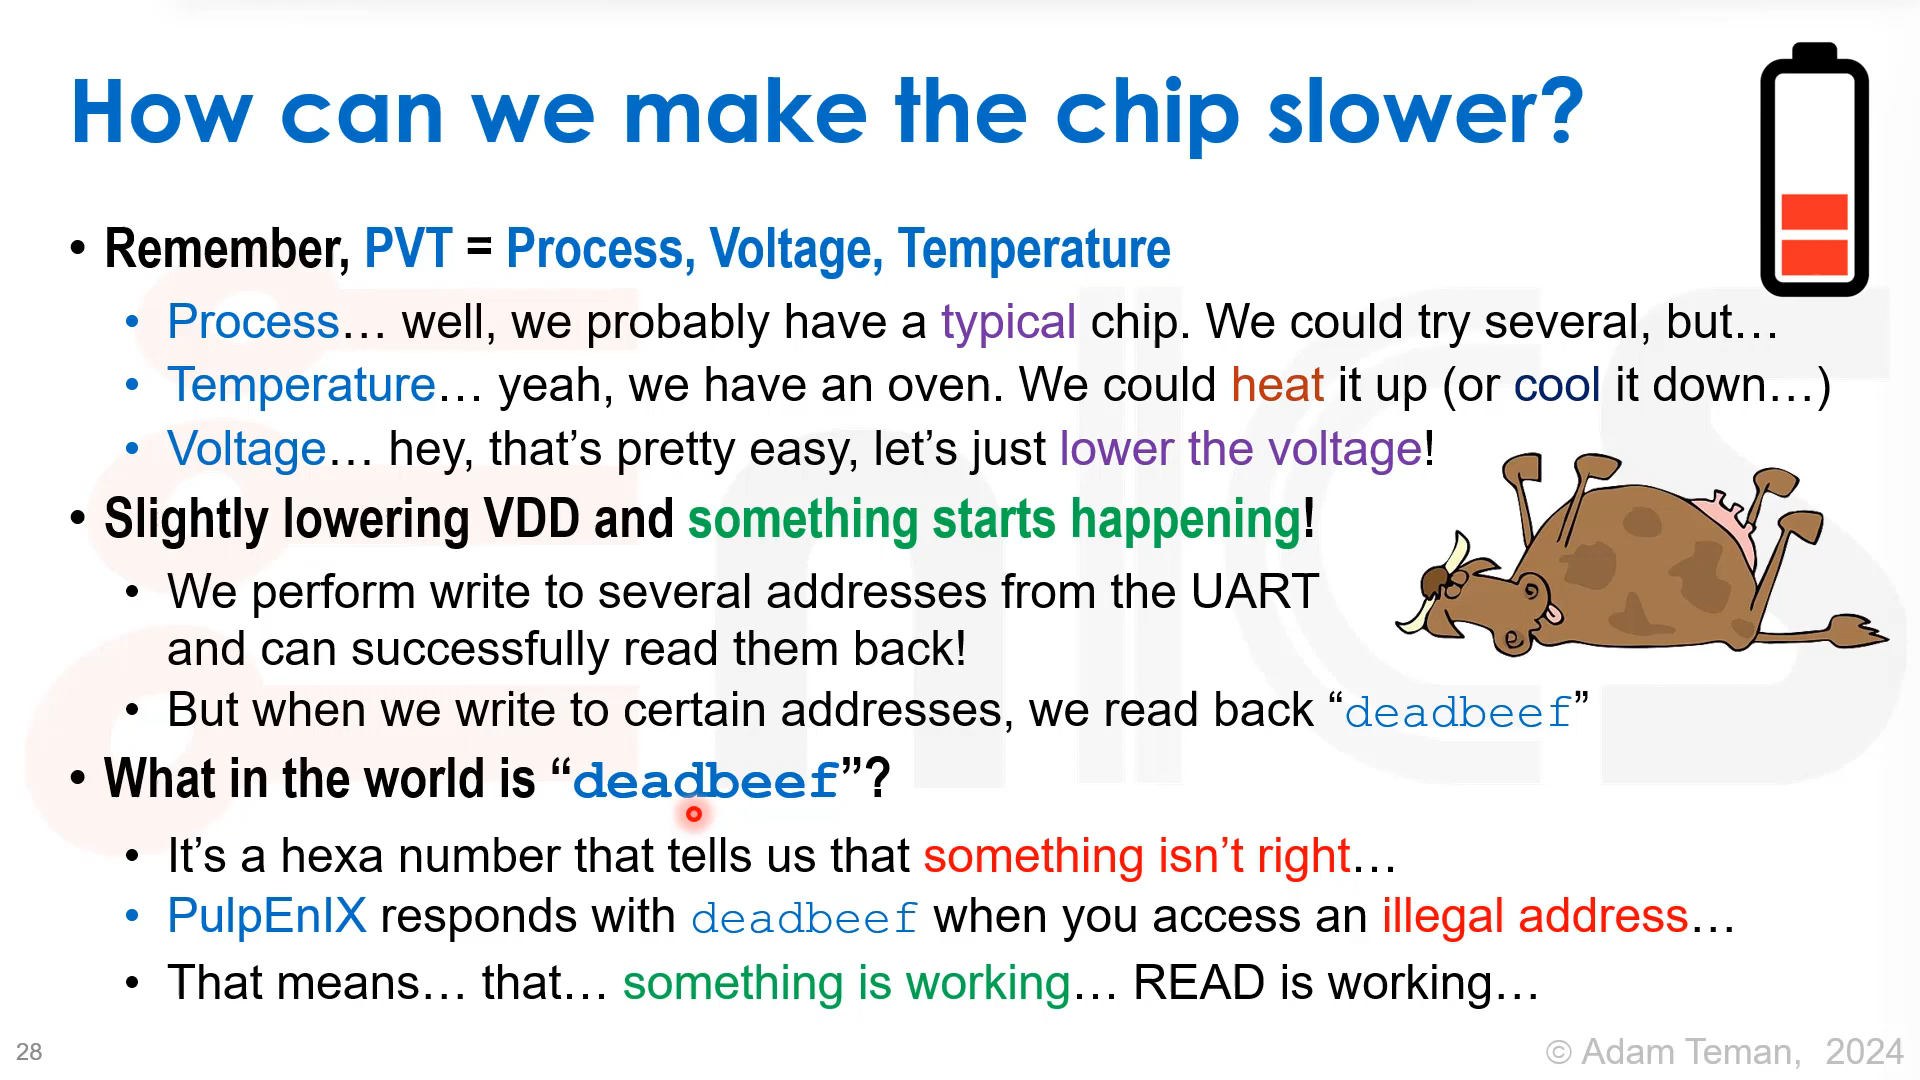 How can we make the chip slower?
• Remember, PVT = Process, Voltage, Temperature
• Process… well, we probably have a typical chip. We could try several, but…
• Temperature… yeah, we have an oven. We could heat it up (or cool it down…)
• Voltage… hey, that’s pretty easy, let’s just lower the voltage!
• Slightly lowering VDD and something starts happening!
• We perform write to several addresses from the UART
and can successfully read them back!
• But when we write to certain addresses, we read back “deadbeef”
• What in the world is “deadbeef”?
• It’s a hexa number that tells us that something isn’t right…
• PulpEnIX responds with deadbeef when you access an illegal address…
• That means… that… something is working… READ is working…
28
© Adam Teman, 2024
EnICS